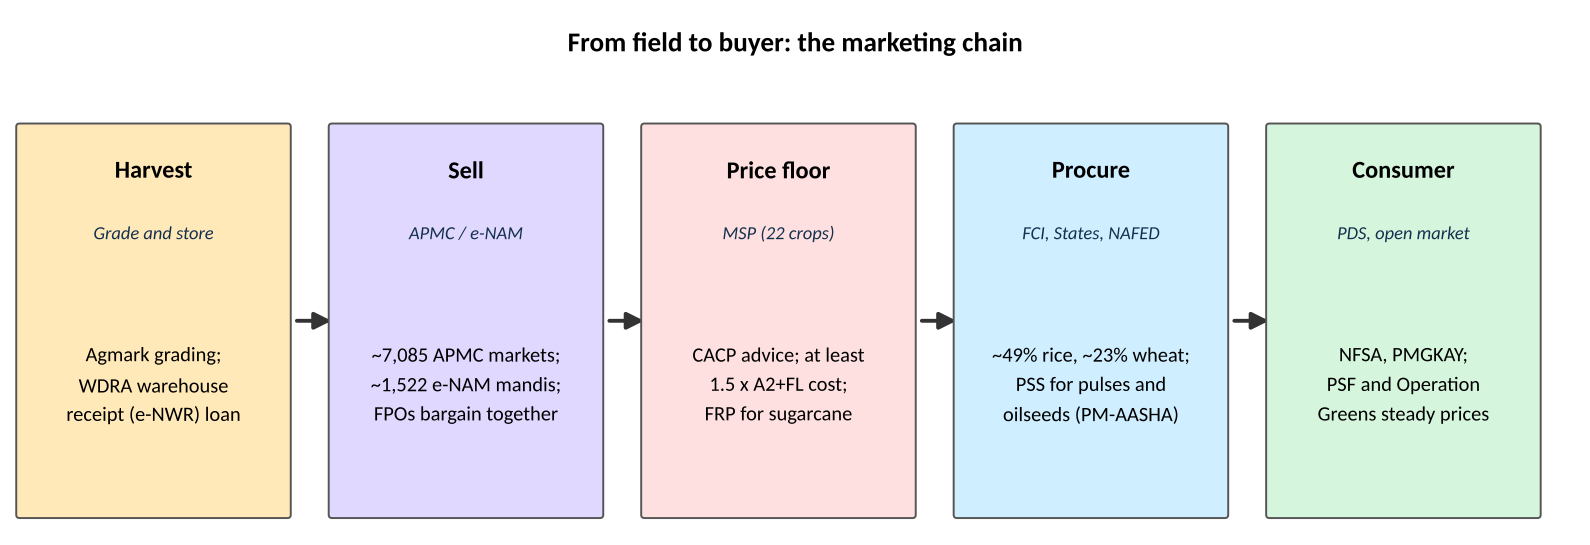 From field to buyer: the marketing chain
Harvest
Grade and store
Agmark grading;
WDRA warehouse
receipt (e-NWR) loan
Sell
APMC / e-NAM
~7,085 APMC markets;
~1,522 e-NAM mandis;
FPOs bargain together
Price floor
MSP (22 crops)
CACP advice; at least
1.5 x A2+FL cost;
FRP for sugarcane
Procure
FCI, States, NAFED
~49% rice, ~23% wheat;
PSS for pulses and
oilseeds (PM-AASHA)
Consumer
PDS, open market
NFSA, PMGKAY;
PSF and Operation
Greens steady prices